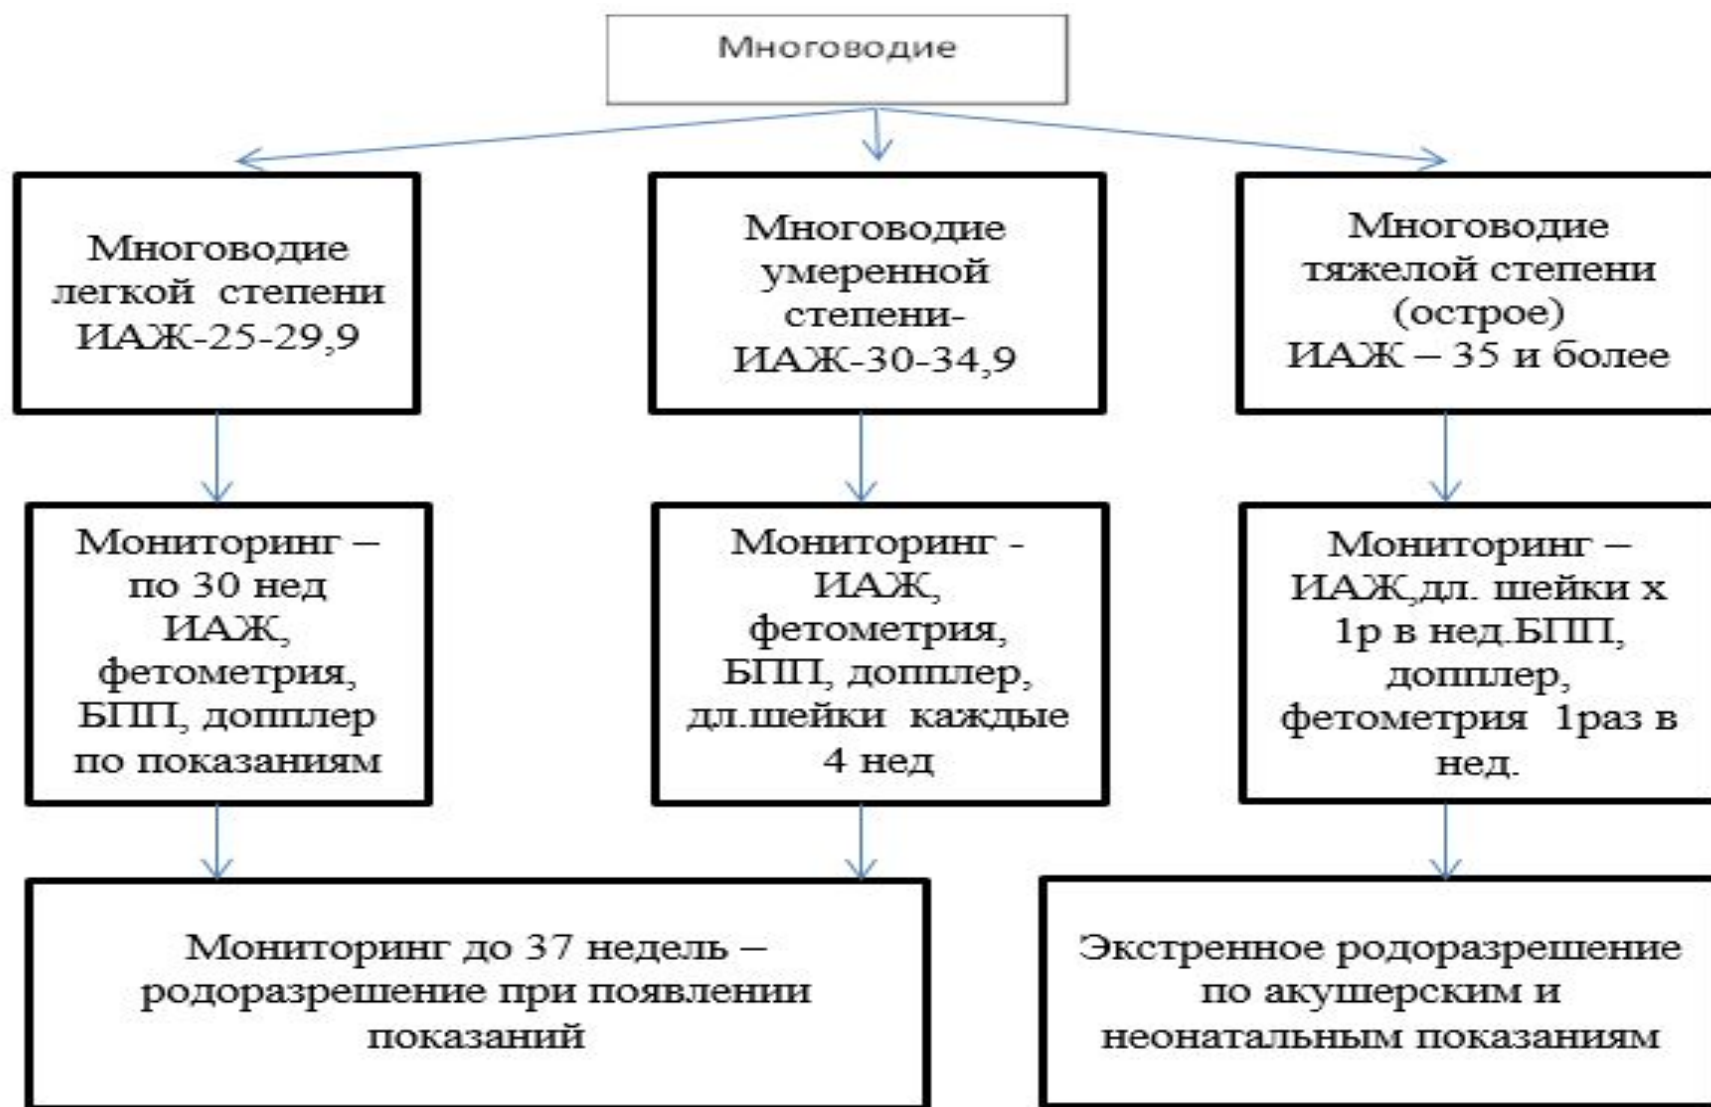 Многоводие
Многоводие
легкой степени
ИАЖ-25-29,9
Многоводие
умеренной
степени-
ИАЖ-30-34,9
Многоводие
тяжелой степени
(острое)
ИАЖ – 35 и более
Мониторинг –
по 30 нед
ИАЖ,
фетометрия,
БПП, допплер
по показаниям
Мониторинг -
ИАЖ,
фетометрия,
БПП, допплер,
дл.шейки каждые
4 нед
Мониторинг –
ИАЖ,дл. шейки х
1р в нед.БПП,
допплер,
фетометрия 1раз в
нед.
Мониторинг до 37 недель –
родоразрешение при появлении
показаний
Экстренное родоразрешение
по акушерским и
неонатальным показаниям